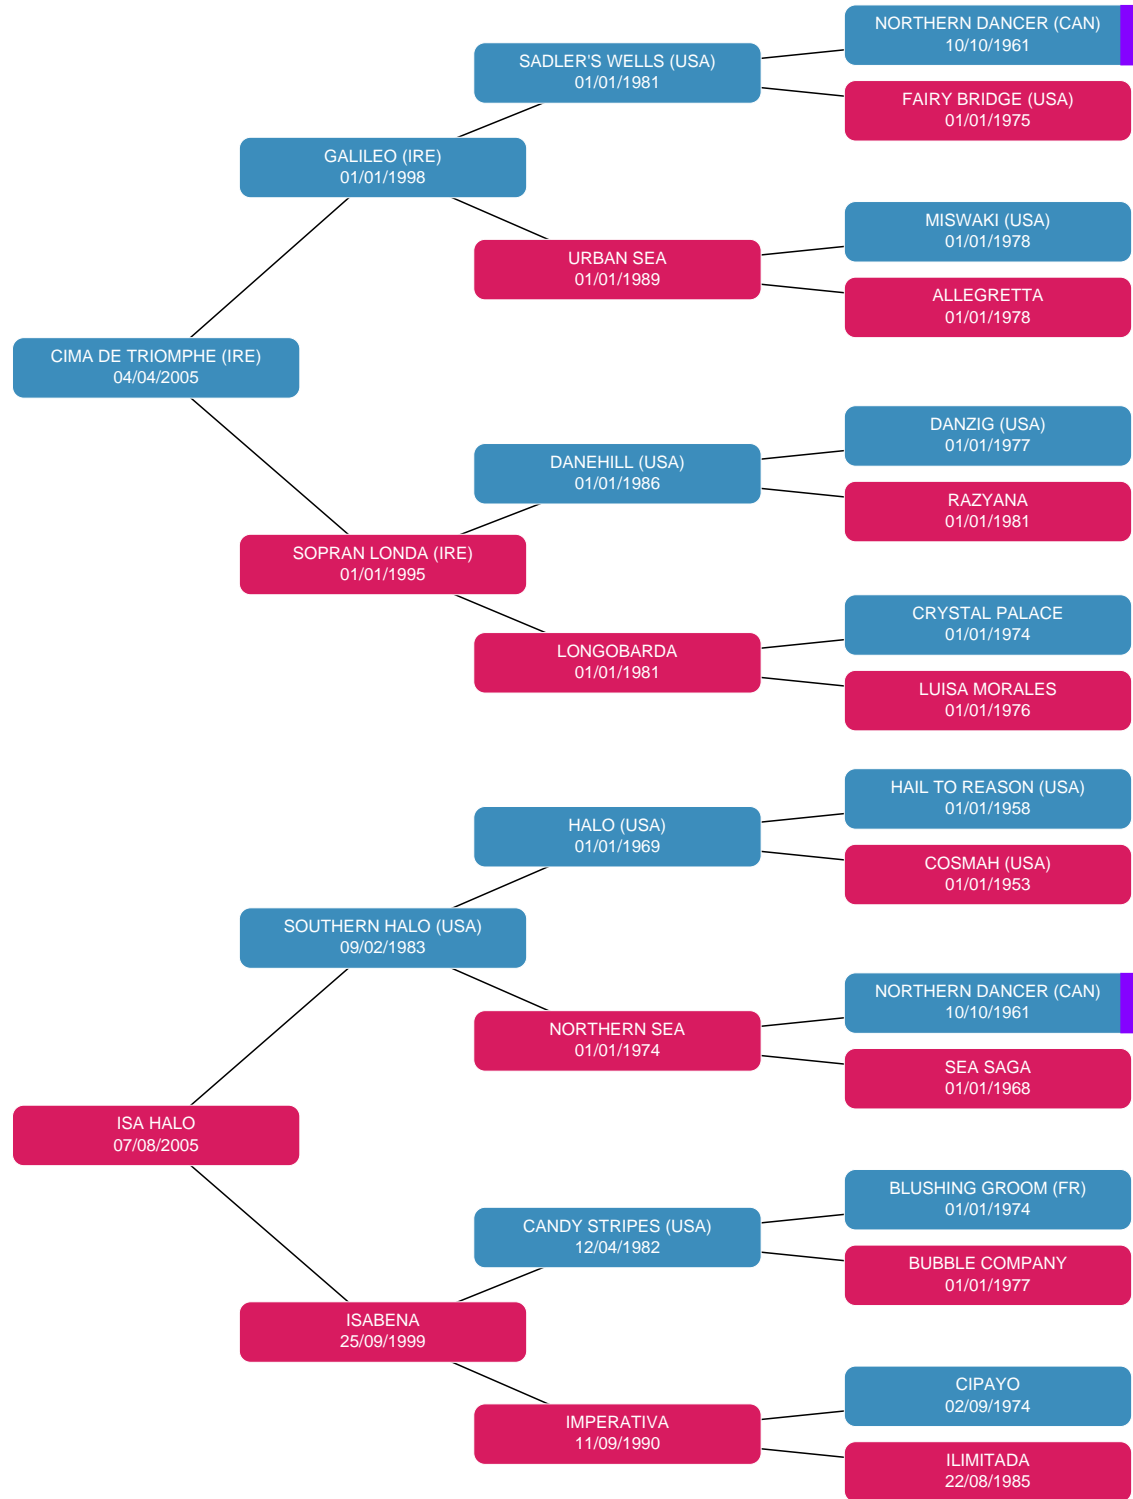 NORTHERN DANCER (CAN)
10/10/1961
SADLER'S WELLS (USA)
01/01/1981
FAIRY BRIDGE (USA)
01/01/1975
GALILEO (IRE)
01/01/1998
MISWAKI (USA)
01/01/1978
URBAN SEA
01/01/1989
ALLEGRETTA
01/01/1978
CIMA DE TRIOMPHE (IRE)
04/04/2005
DANZIG (USA)
01/01/1977
DANEHILL (USA)
01/01/1986
RAZYANA
01/01/1981
SOPRAN LONDA (IRE)
01/01/1995
CRYSTAL PALACE
01/01/1974
LONGOBARDA
01/01/1981
LUISA MORALES
01/01/1976
HAIL TO REASON (USA)
01/01/1958
HALO (USA)
01/01/1969
COSMAH (USA)
01/01/1953
SOUTHERN HALO (USA)
09/02/1983
NORTHERN DANCER (CAN)
10/10/1961
NORTHERN SEA
01/01/1974
SEA SAGA
01/01/1968
ISA HALO
07/08/2005
BLUSHING GROOM (FR)
01/01/1974
CANDY STRIPES (USA)
12/04/1982
BUBBLE COMPANY
01/01/1977
ISABENA
25/09/1999
CIPAYO
02/09/1974
IMPERATIVA
11/09/1990
ILIMITADA
22/08/1985